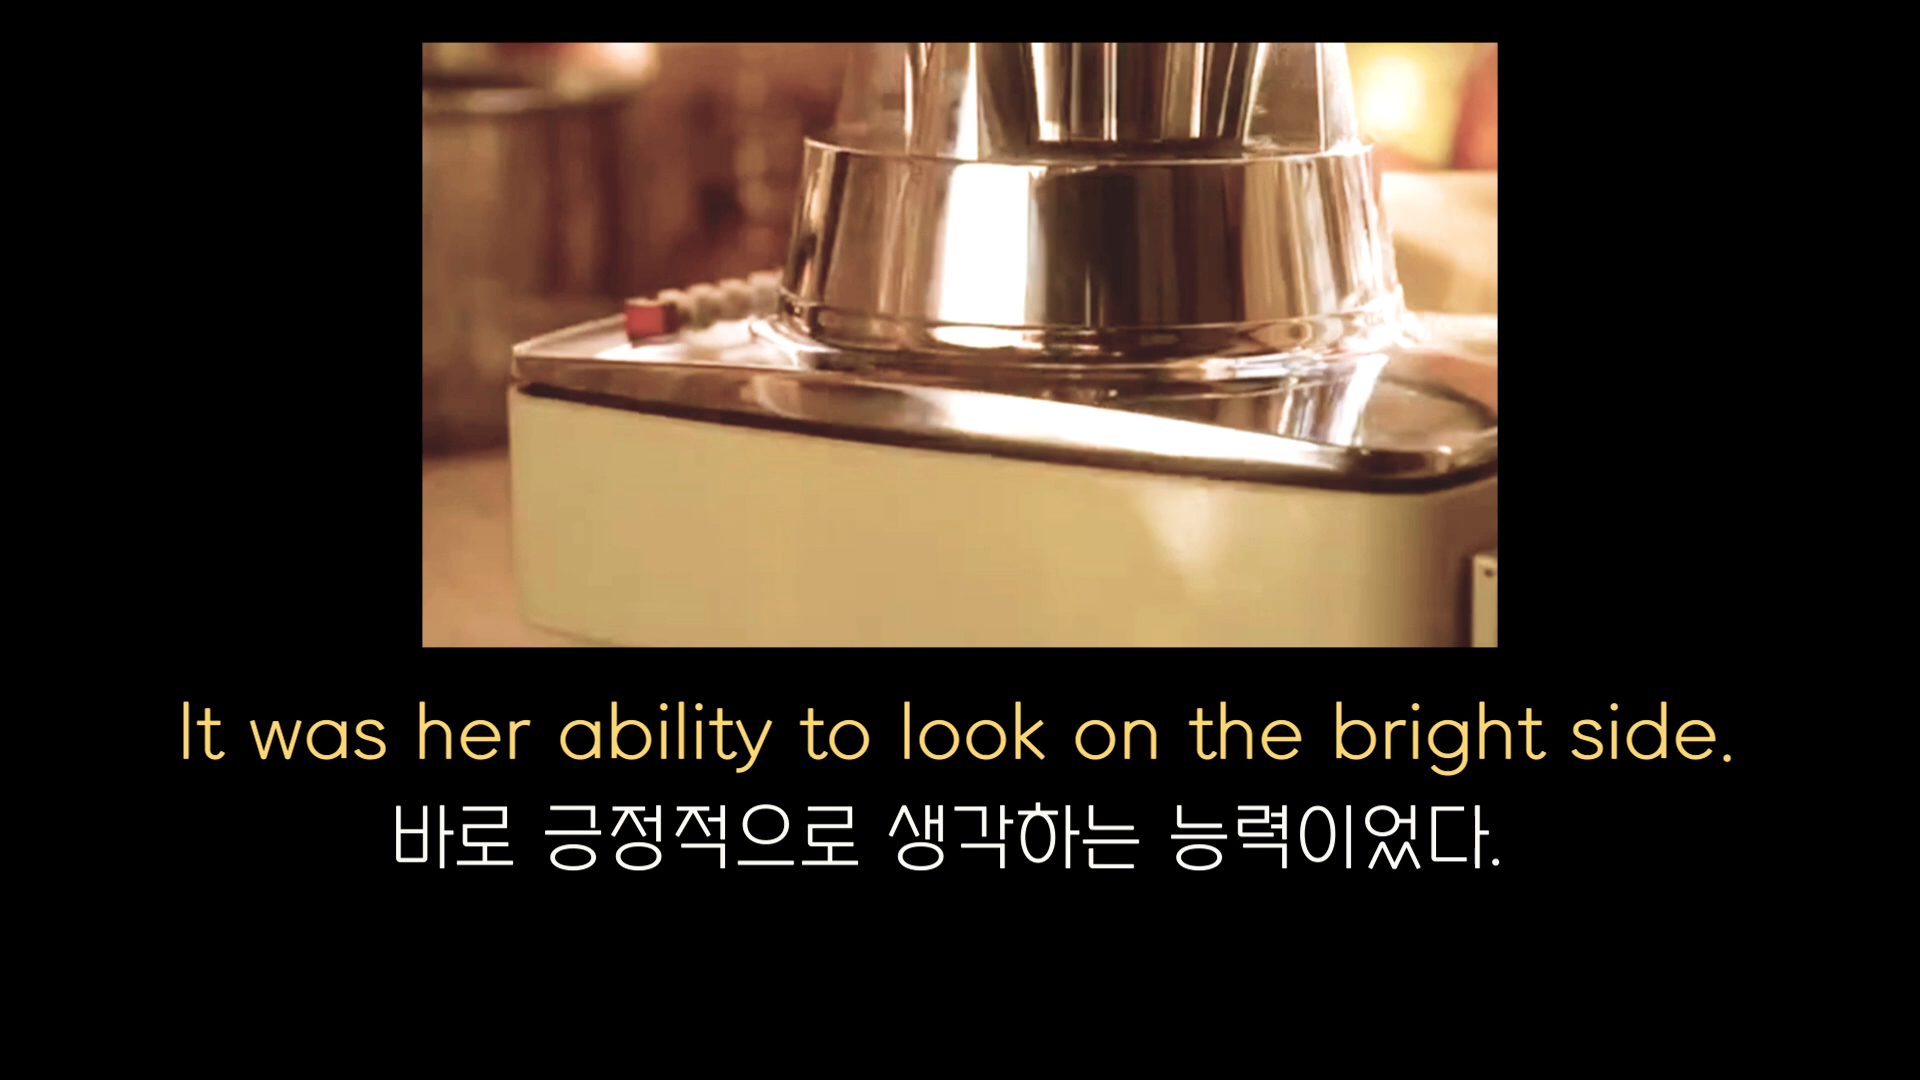 It was her ability to look on the bright side.
바로 긍정적으로 생각하는 능력이었다.